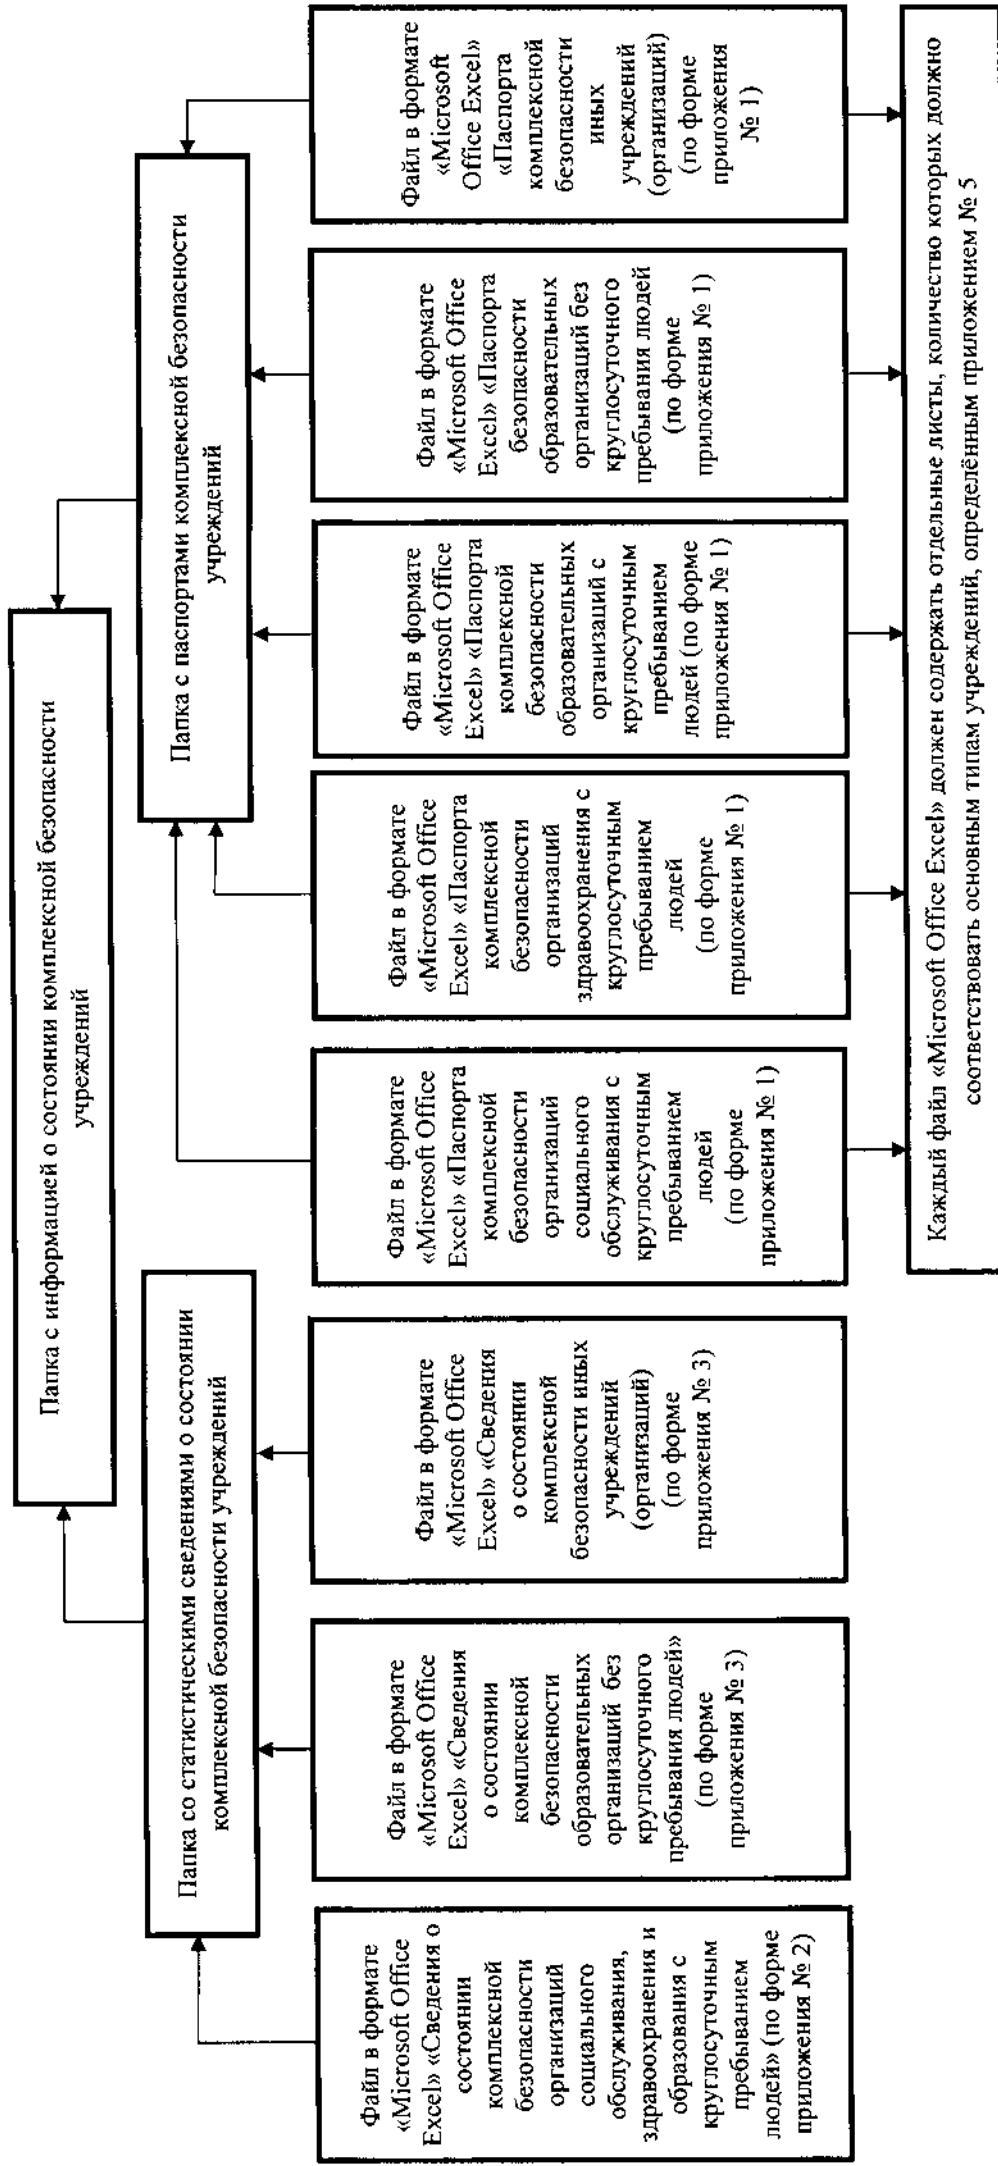 Папка с информацией о состоянии комплексной безопасности
учреждений
Папка со статистическими сведениями о состоянии
комплексной безопасности учреждений
Папка с паспортами комплексной безопасности
учреждений
Файл в формате
«Microsoft Office
Excel» «Сведения о
состоянии
комплексной
безопасности
организаций
социального
обслуживания,
здравоохранения и
образования с
круглосуточным
пребыванием
людей» (по форме
приложения № 2)
Файл в формате
«Microsoft Office
Excel» «Сведения
о состоянии
комплексной
безопасности
образовательных
организаций без
круглосуточного
пребывания людей»
(по форме
приложения № 3)
Файл в формате
«Microsoft Office
Excel» «Сведения
о состоянии
комплексной
безопасности иных
учреждений
(организаций)
(по форме
приложения № 3)
Файл в формате
«Microsoft Office
Excel» «Паспорта
комплексной
безопасности
организаций
социального
обслуживания с
круглосуточным
пребыванием
людей
(по форме
приложения № 1)
Файл в формате
«Microsoft Office
Excel» «Паспорта
комплексной
безопасности
организаций
здравоохранения с
круглосуточным
пребыванием
людей
(по форме
приложения № 1)
Файл в формате
«Microsoft Office
Excel» «Паспорта
комплексной
безопасности
образовательных
организаций с
круглосуточным
пребыванием
людей (по форме
приложения № 1)
Файл в формате
«Microsoft Office
Excel» «Паспорта
безопасности
образовательных
организаций без
круглосуточного
пребывания людей
(по форме
приложения № 1)
Файл в формате
«Microsoft
Office Excel»
«Паспорта
комплексной
безопасности
иных
учреждений
(организаций)
(по форме
приложения
№ 1)
Каждый файл «Microsoft Office Excel» должен содержать отдельные листы, количество которых должно
соответствовать основным типам учреждений, определённым приложением № 5